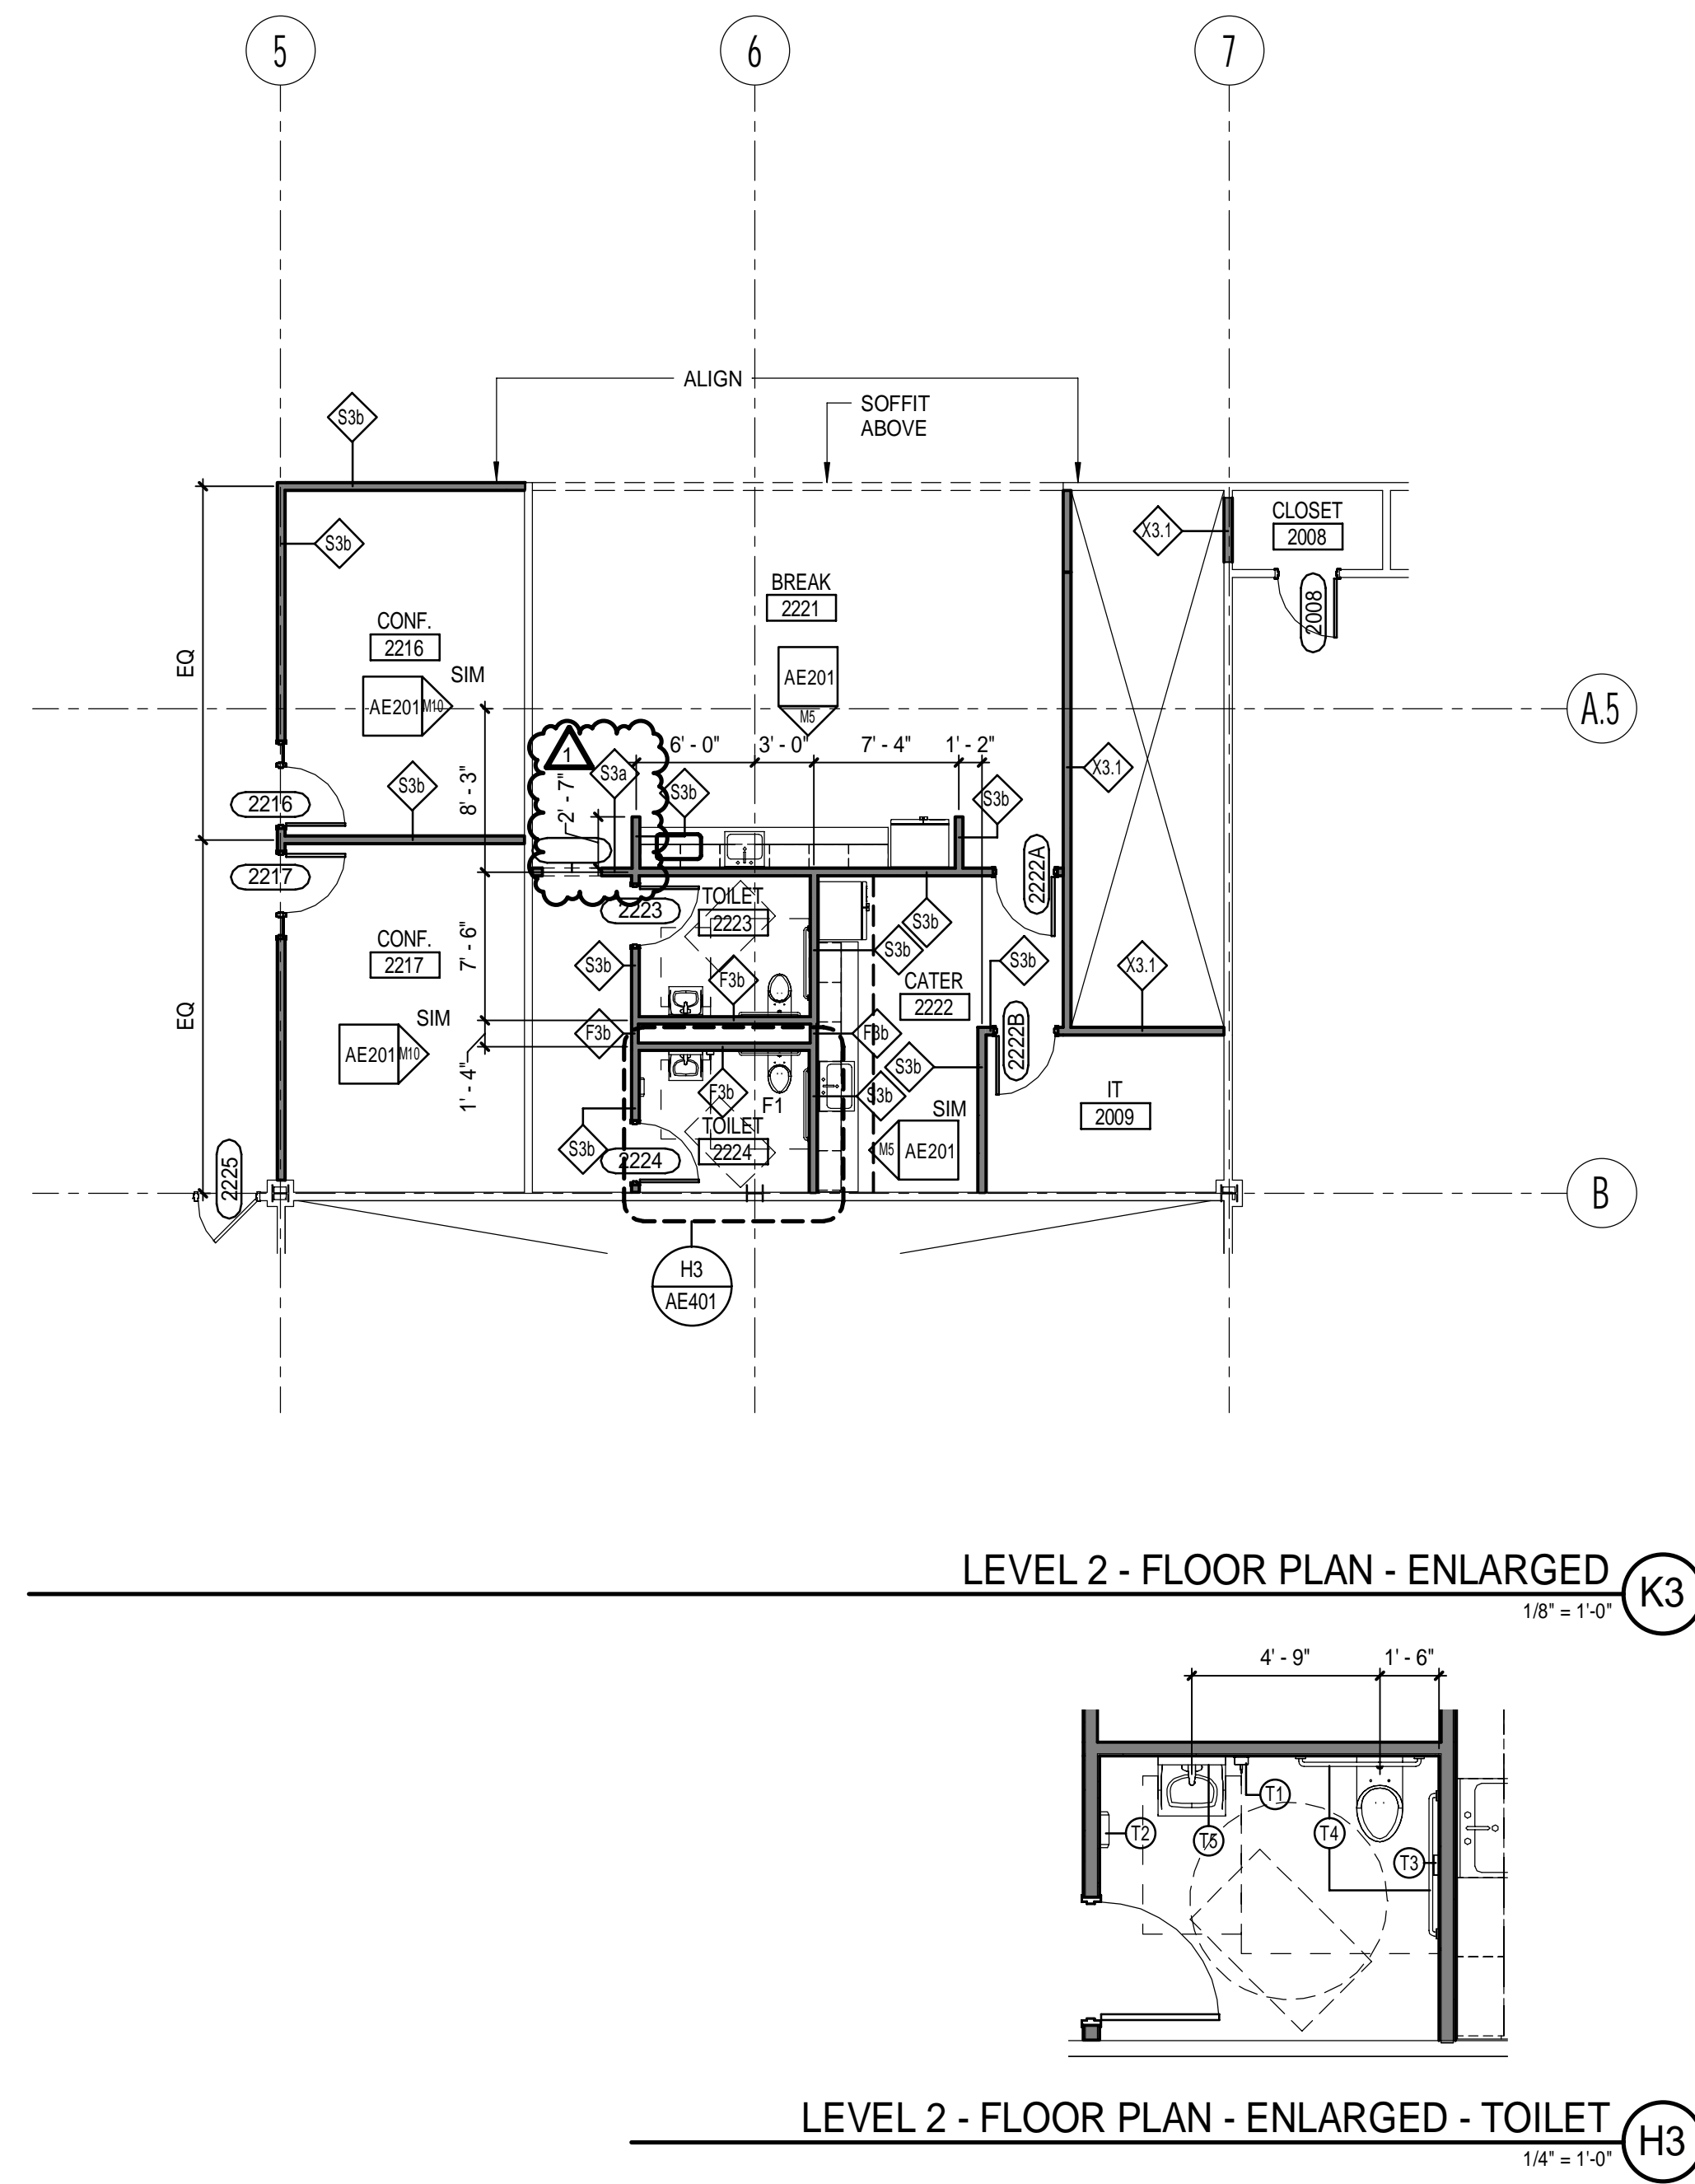 5
6
7
ALIGN
SOFFIT
ABOVE
S3b
S3b
X3.1
CLOSET
2008
2008
BREAK
2221
CONF.
2216
EQ
SIM
AE201
M10
AE201
M5
A.5
1
6' - 0"
3' - 0"
7' - 4"
1' - 2"
S3a
X3.1
2216
S3b
8' - 3"
2' - 7"
S3b
S3b
2217
2222A
TOILET
2223
2223
S3b
S3b
CONF.
2217
7' - 6"
S3b
F3b
S3b
X3.1
CATER
2222
EQ
SIM
F3b
F3b
2222B
AE201
M10
1' - 4"
S3b
F3b
S3b
F1
SIM
IT
2009
TOILET
2224
S3b
2224
M5
AE201
2225
B
H3
AE401
LEVEL 2 - FLOOR PLAN - ENLARGED
K3
1/8" = 1'-0"
4' - 9"
1' - 6"
T1
T2
T5
T4
T3
LEVEL 2 - FLOOR PLAN - ENLARGED - TOILET
H3
1/4" = 1'-0"